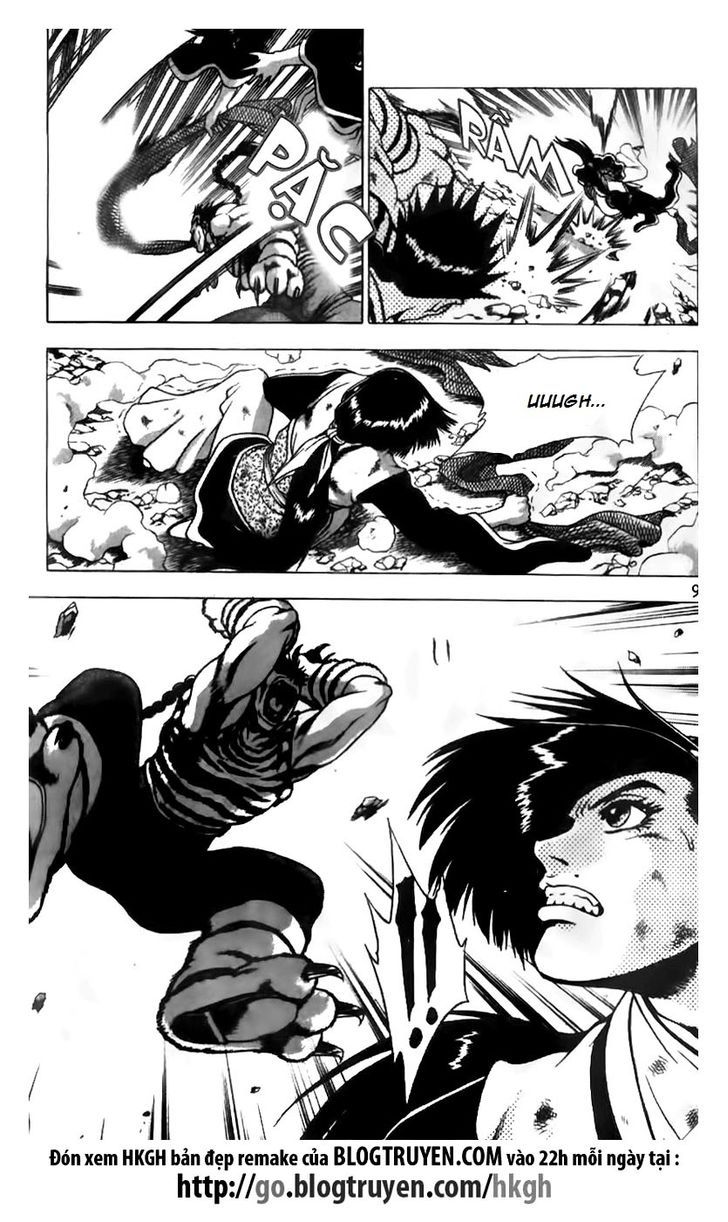 PẶC
RẦM
UUUGH...
9
!!
Đón xem HKGH bản đẹp remake của BLOGTRUYEN.COM vào 22h mỗi ngày tại :
http://go.blogtruyen.com/hkgh